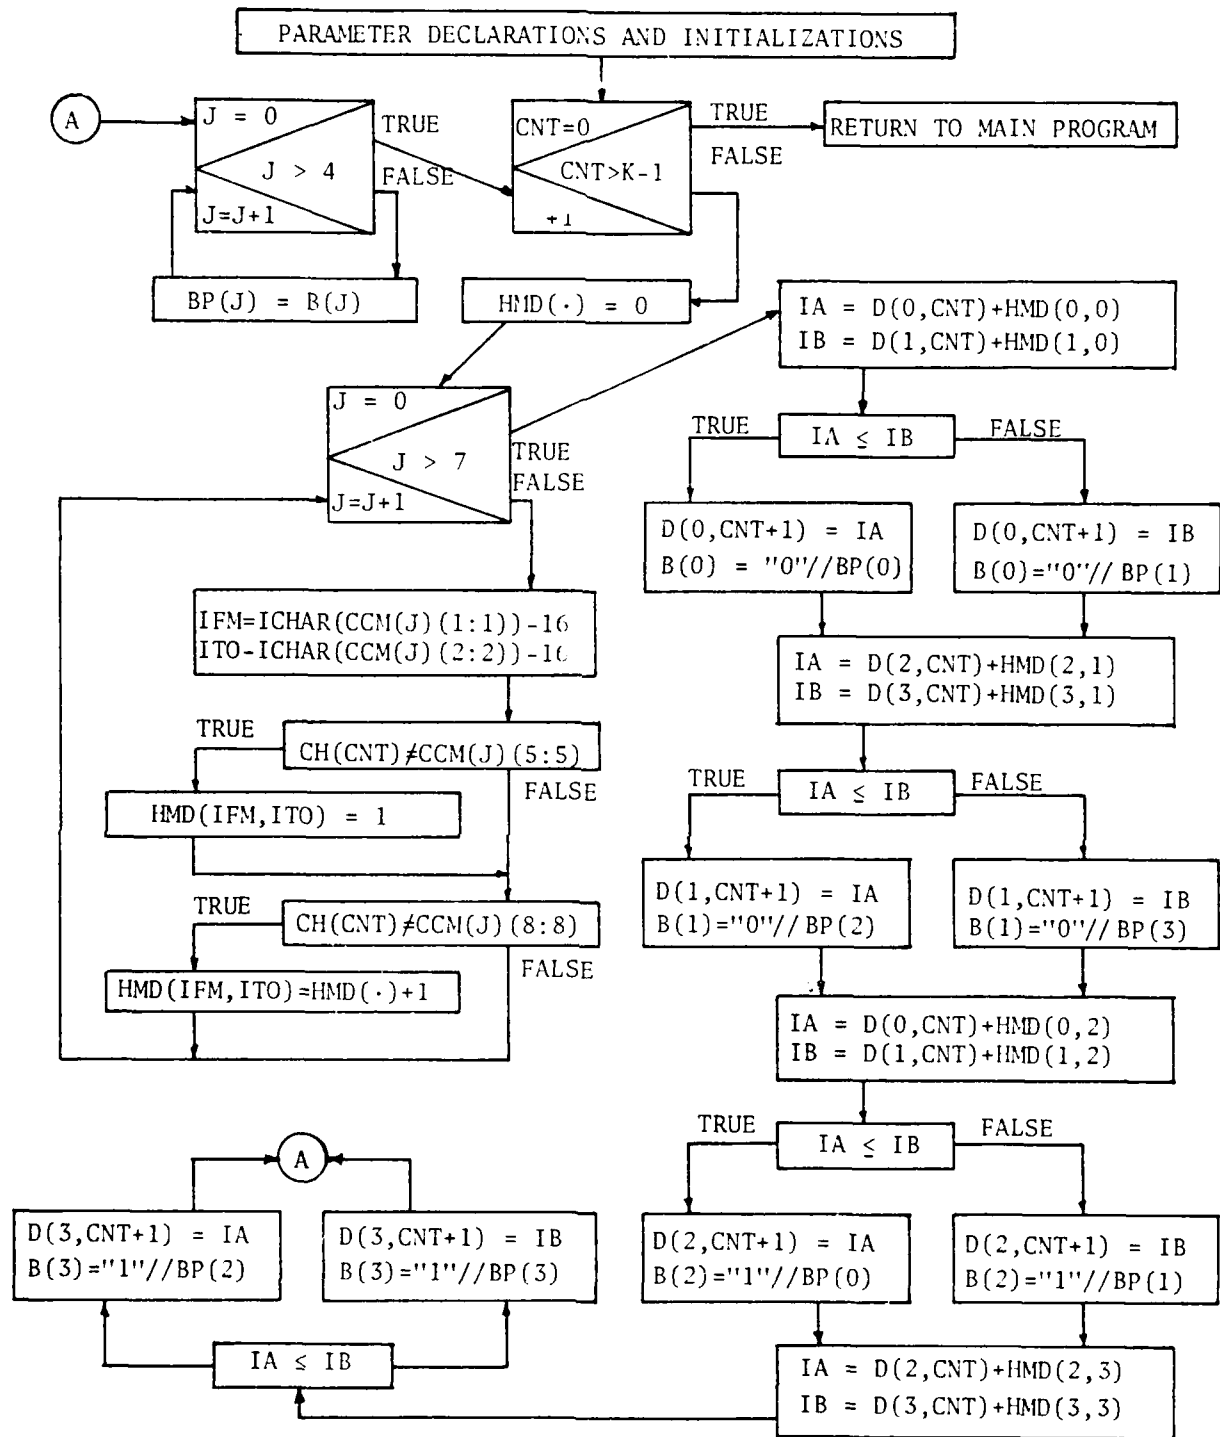 PARAMETER DECLARATIONS AND INITIALIZATIONS
A
J = 0
J > 4
J=J+1
TRUE
FALSE
BP(J) = B(J)
CNT=0
CNT>K-1
+1
TRUE
FALSE
RETURN TO MAIN PROGRAM
HMD(·) = 0
J = 0
J > 7
J=J+1
TRUE
FALSE
IFM=ICHAR(CCM(J)(1:1))-16
ITO-ICHAR(CCM(J)(2:2))-16
TRUE
CH(CNT)≠CCM(J)(5:5)
FALSE
HMD(IFM,ITO) = 1
TRUE
CH(CNT)≠CCM(J)(8:8)
FALSE
HMD(IFM,ITO)=HMD(·)+1
IA = D(0,CNT)+HMD(0,0)
IB = D(1,CNT)+HMD(1,0)
TRUE
IA ≤ IB
FALSE
D(0,CNT+1) = IA
B(0) = "0"//BP(0)
D(0,CNT+1) = IB
B(0)="0"//BP(1)
IA = D(2,CNT)+HMD(2,1)
IB = D(3,CNT)+HMD(3,1)
TRUE
IA ≤ IB
FALSE
D(1,CNT+1) = IA
B(1)="0"//BP(2)
D(1,CNT+1) = IB
B(1)="0"//BP(3)
IA = D(0,CNT)+HMD(0,2)
IB = D(1,CNT)+HMD(1,2)
TRUE
IA ≤ IB
FALSE
D(2,CNT+1) = IA
B(2)="1"//BP(0)
D(2,CNT+1) = IB
B(2)="1"//BP(1)
IA = D(2,CNT)+HMD(2,3)
IB = D(3,CNT)+HMD(3,3)
IA ≤ IB
D(3,CNT+1) = IA
B(3)="1"//BP(2)
D(3,CNT+1) = IB
B(3)="1"//BP(3)
A